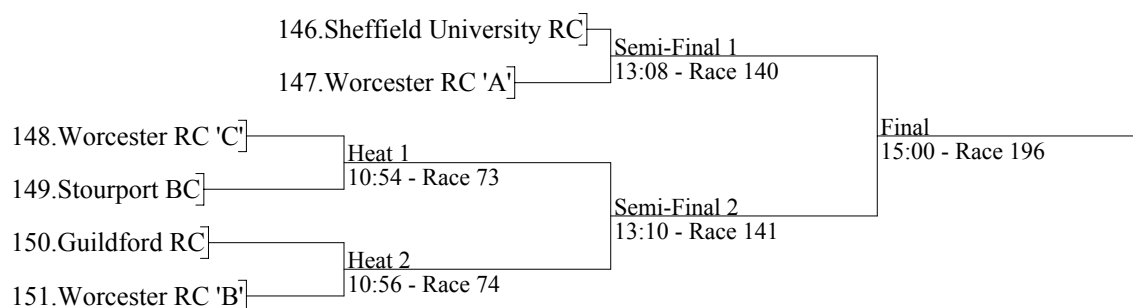 146.Sheffield University RC
Semi-Final 1
13:08 - Race 140
147.Worcester RC 'A'
148.Worcester RC 'C'
Heat 1
10:54 - Race 73
149.Stourport BC
Final
15:00 - Race 196
Semi-Final 2
13:10 - Race 141
150.Guildford RC
Heat 2
10:56 - Race 74
151.Worcester RC 'B'